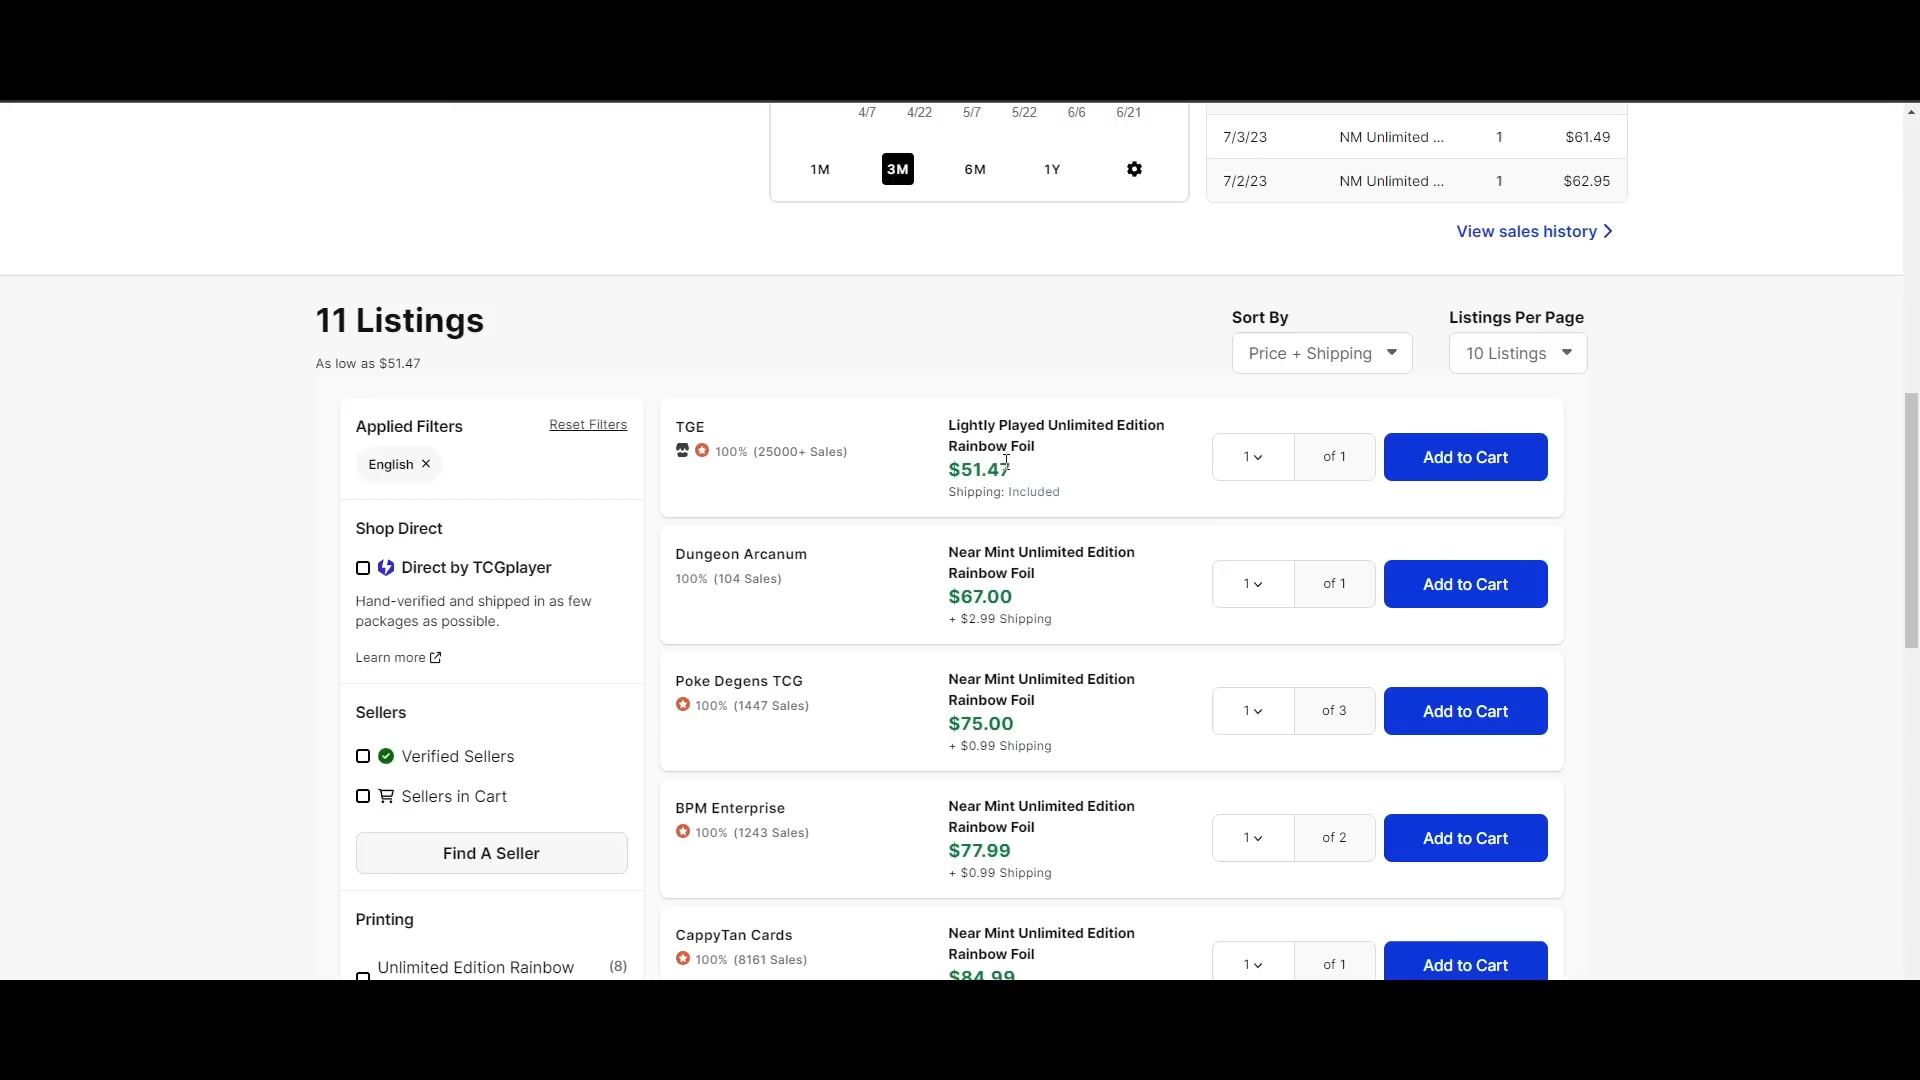 4/7 4/22 5/7 5/22 6/6 6/21
1M 3M 6M 1Y
7/3/23 NM Unlimited ... 1 $61.49
7/2/23 NM Unlimited ... 1 $62.95
View sales history
11 Listings
As low as $51.47
Sort By
Price + Shipping
Listings Per Page
10 Listings
Applied Filters Reset Filters
English ✕
Shop Direct
Direct by TCGplayer
Hand-verified and shipped in as few
packages as possible.
Learn more
Sellers
Verified Sellers
Sellers in Cart
Find A Seller
Printing
Unlimited Edition Rainbow (8)
TGE
100% (25000+ Sales)
Lightly Played Unlimited Edition
Rainbow Foil
$51.47
Shipping: Included
1 of 1 Add to Cart
Dungeon Arcanum
100% (104 Sales)
Near Mint Unlimited Edition
Rainbow Foil
$67.00
+ $2.99 Shipping
1 of 1 Add to Cart
Poke Degens TCG
100% (1447 Sales)
Near Mint Unlimited Edition
Rainbow Foil
$75.00
+ $0.99 Shipping
1 of 3 Add to Cart
BPM Enterprise
100% (1243 Sales)
Near Mint Unlimited Edition
Rainbow Foil
$77.99
+ $0.99 Shipping
1 of 2 Add to Cart
CappyTan Cards
100% (8161 Sales)
Near Mint Unlimited Edition
Rainbow Foil
$84.99
1 of 1 Add to Cart